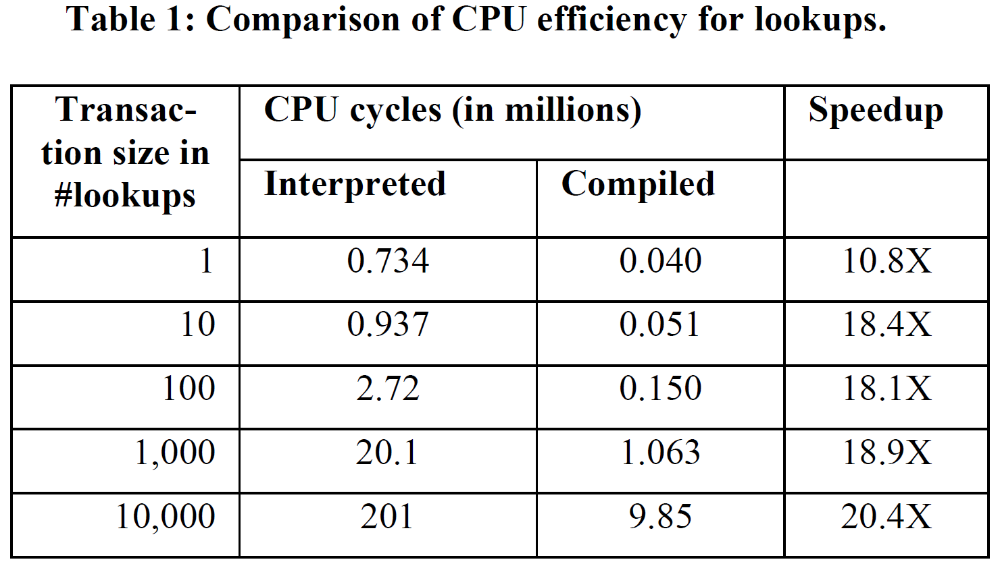 Table 1: Comparison of CPU efficiency for lookups.
Transac-
tion size in
#lookups
CPU cycles (in millions)
Speedup
Interpreted
Compiled
1 0.734 0.040 10.8X
10 0.937 0.051 18.4X
100 2.72 0.150 18.1X
1,000 20.1 1.063 18.9X
10,000 201 9.85 20.4X